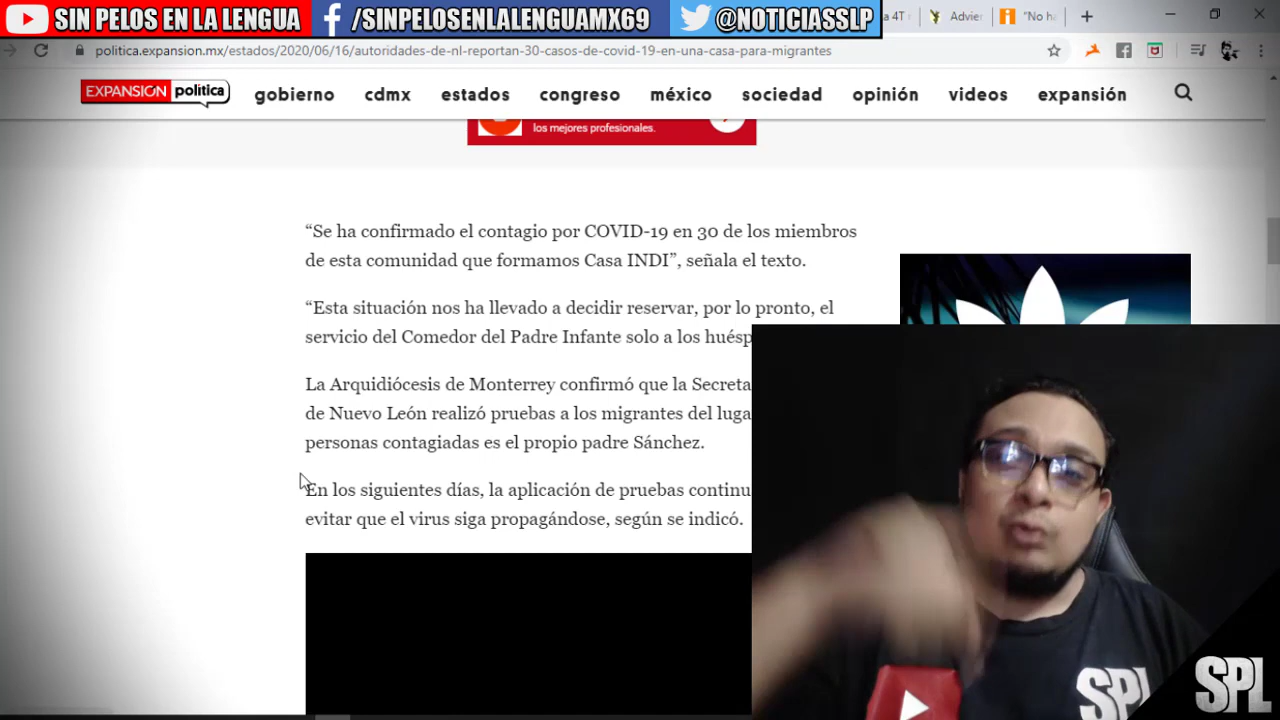 SIN PELOS EN LA LENGUA
/SINPELOSENLALENGUAMX69
@NOTICIASSLP
a 4T
Advie
"No ha
politica.expansion.mx/estados/2020/06/16/autoridades-de-nl-reportan-30-casos-de-covid-19-en-una-casa-para-migrantes
EXPANSIÓN política
gobierno cdmx estados congreso méxico sociedad opinión videos expansión
los mejores profesionales.
“Se ha confirmado el contagio por COVID-19 en 30 de los miembros
de esta comunidad que formamos Casa INDI”, señala el texto.
“Esta situación nos ha llevado a decidir reservar, por lo pronto, el
servicio del Comedor del Padre Infante solo a los huésp
La Arquidiócesis de Monterrey confirmó que la Secreta
de Nuevo León realizó pruebas a los migrantes del luga
personas contagiadas es el propio padre Sánchez.
En los siguientes días, la aplicación de pruebas continu
evitar que el virus siga propagándose, según se indicó.
SPL
SPL